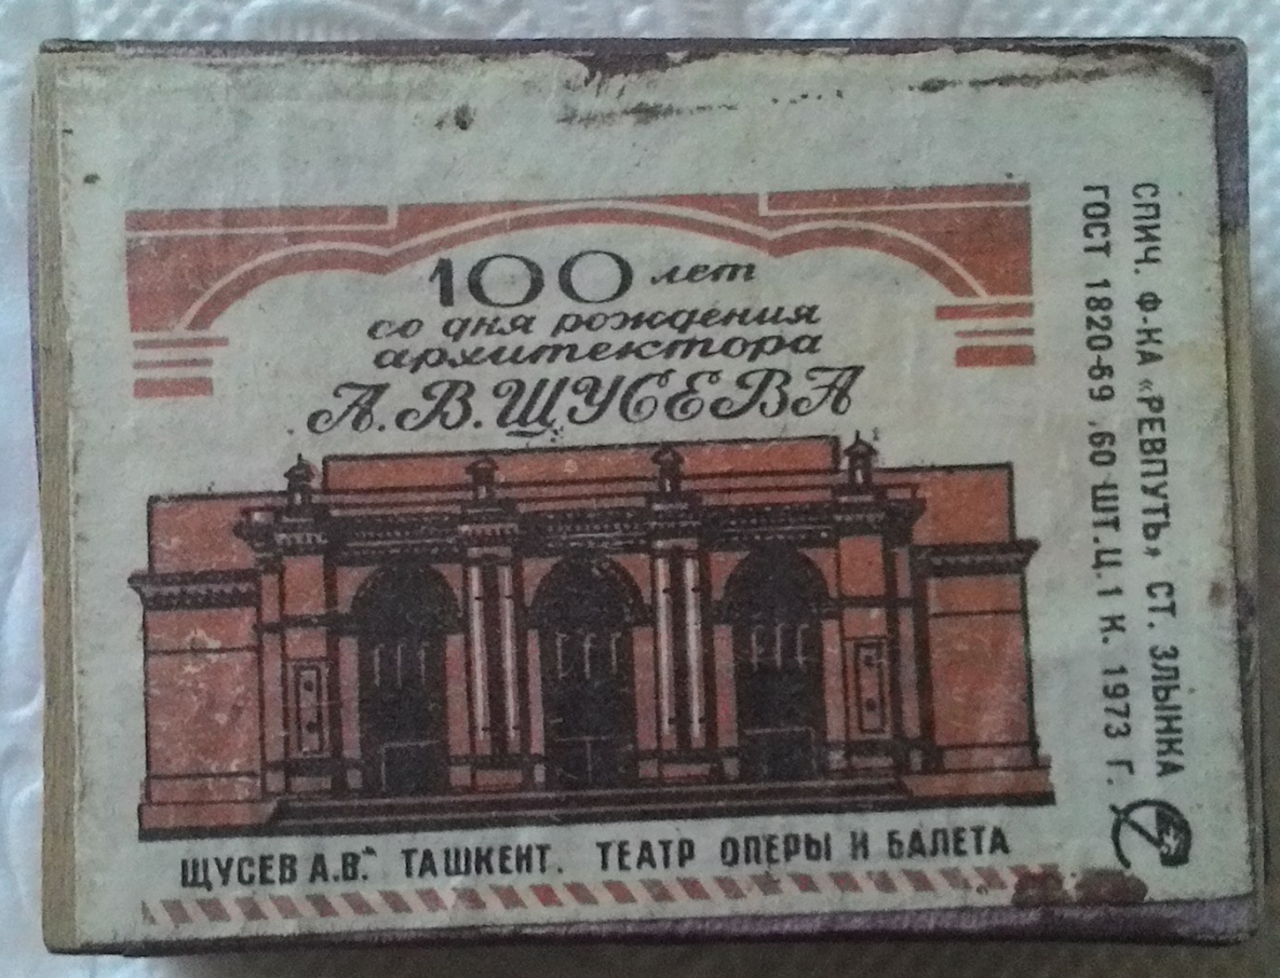 100 лет
со дня рождения
архитектора
А.В.ЩУСЕВА
ЩУСЕВ А.В. ТАШКЕНТ. ТЕАТР ОПЕРЫ И БАЛЕТА
СПИЧ. Ф-КА «РЕВПУТЬ» СТ. ЗЛЫНКА
ГОСТ 1820-69 .60 ШТ.Ц.1 К. 1973 Г.